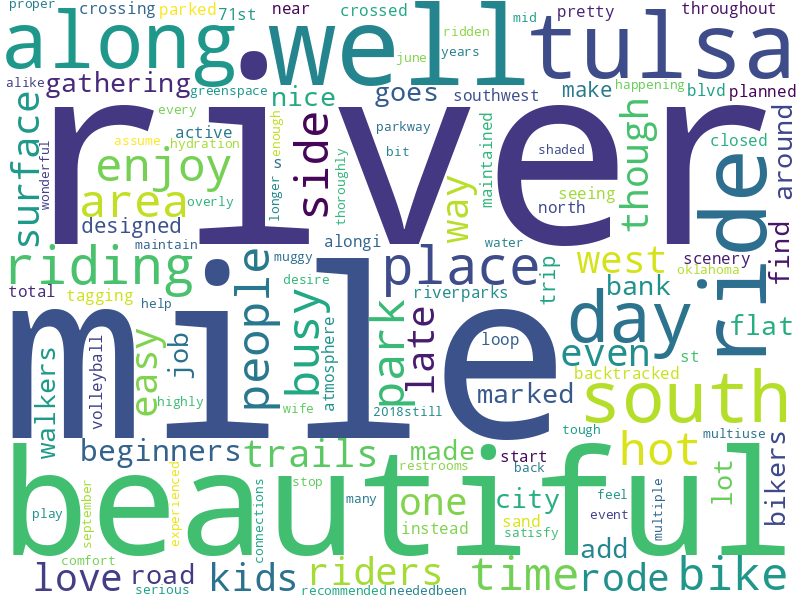 proper crossing parked 71st near crossed mid pretty throughout
along well tulsa
june ridden years
alike gathering greenspace nice goes southwest make happening blvd planned
river
surface wonderful active every hydration s enough parkway bit shaded closed
enjoy assume side thoroughly maintained seeing though around
area overly longer way north ride find
designed maintain alongi water scenery
riding muggy place west oklahoma
total tagging help people desire riverparks trip bank
mile
volleyball easy job busy atmosphere park late loop day flat
walkers highly wife 2018still marked even st backtracked
south
beginners trails made start tough hot multiuse
beautiful
experienced restrooms back bikers
september connections stop many one city feel lot
play instead sand satisfy event multiple
comfort add
love road kids riders time rode bike
serious recommended neededbeen